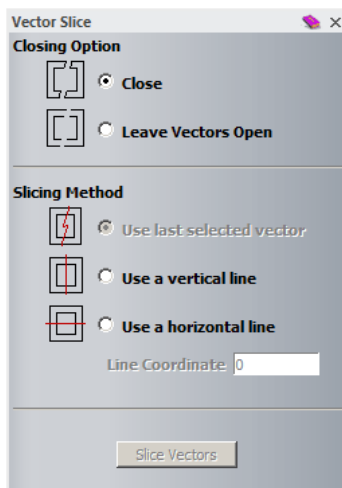 Vector Slice
Closing Option
Close
Leave Vectors Open
Slicing Method
Use last selected vector
Use a vertical line
Use a horizontal line
Line Coordinate 0
Slice Vectors